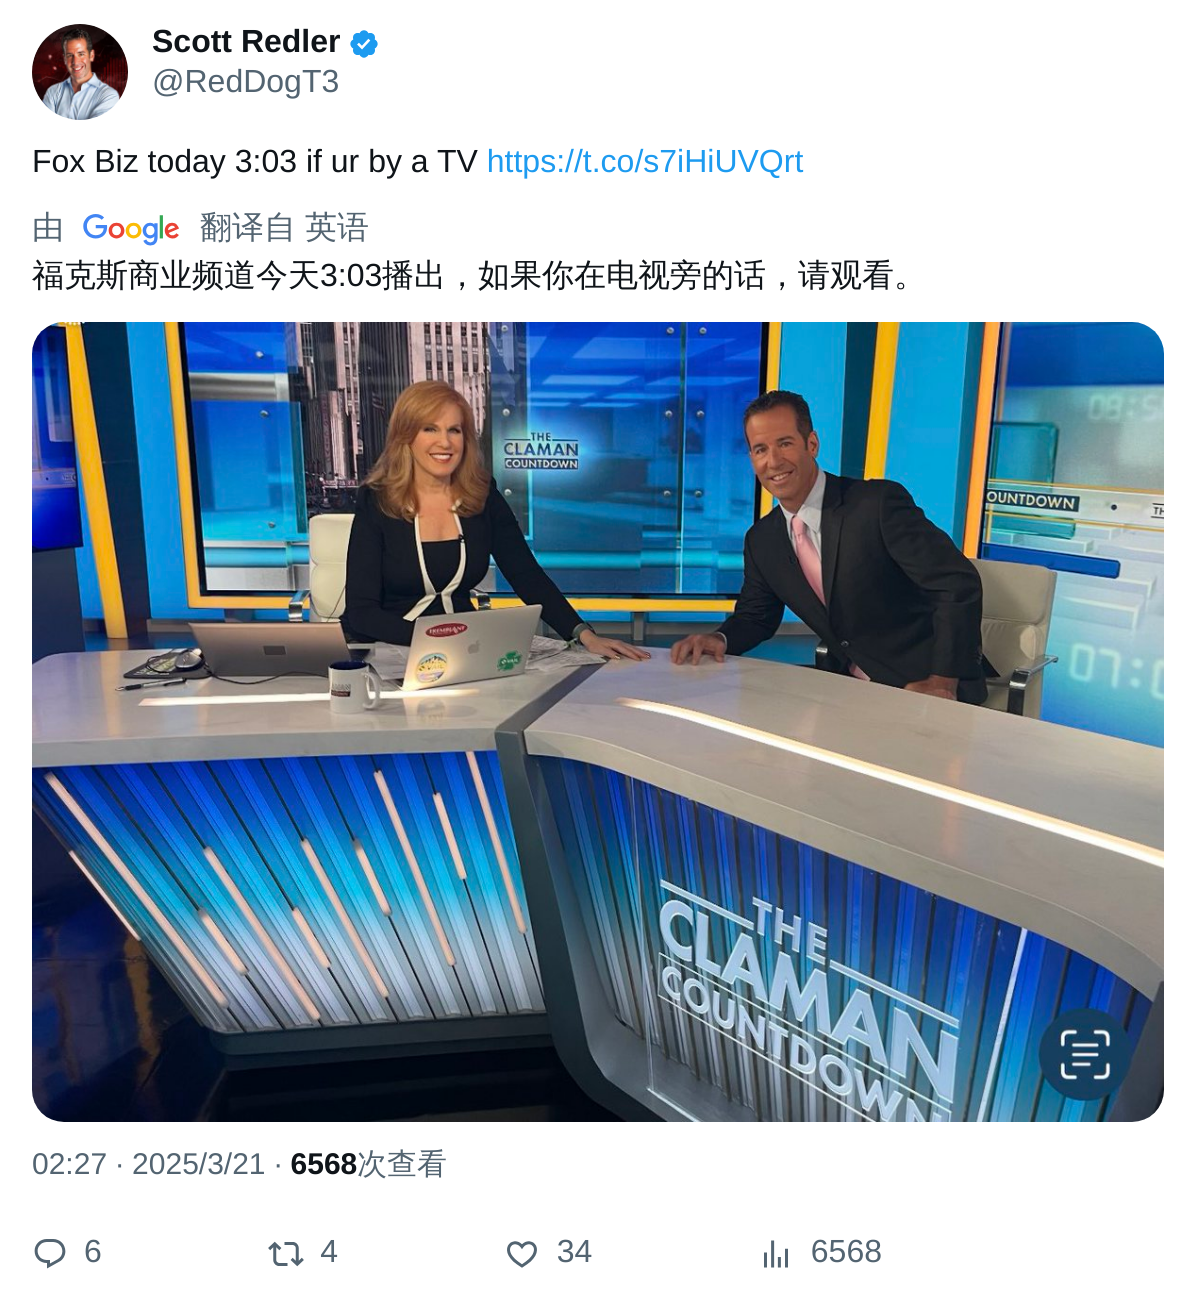 Scott Redler
@RedDogT3
Fox Biz today 3:03 if ur by a TV https://t.co/s7iHiUVQrt
由 Google 翻译自 英语
福克斯商业频道今天3:03播出，如果你在电视旁的话，请观看。
THE
CLAMAN
COUNTDOWN
OUNTDOWN
TH
THE
CLAMAN
COUNTDOWN
02:27 · 2025/3/21 · 6568次查看
6
4
34
6568